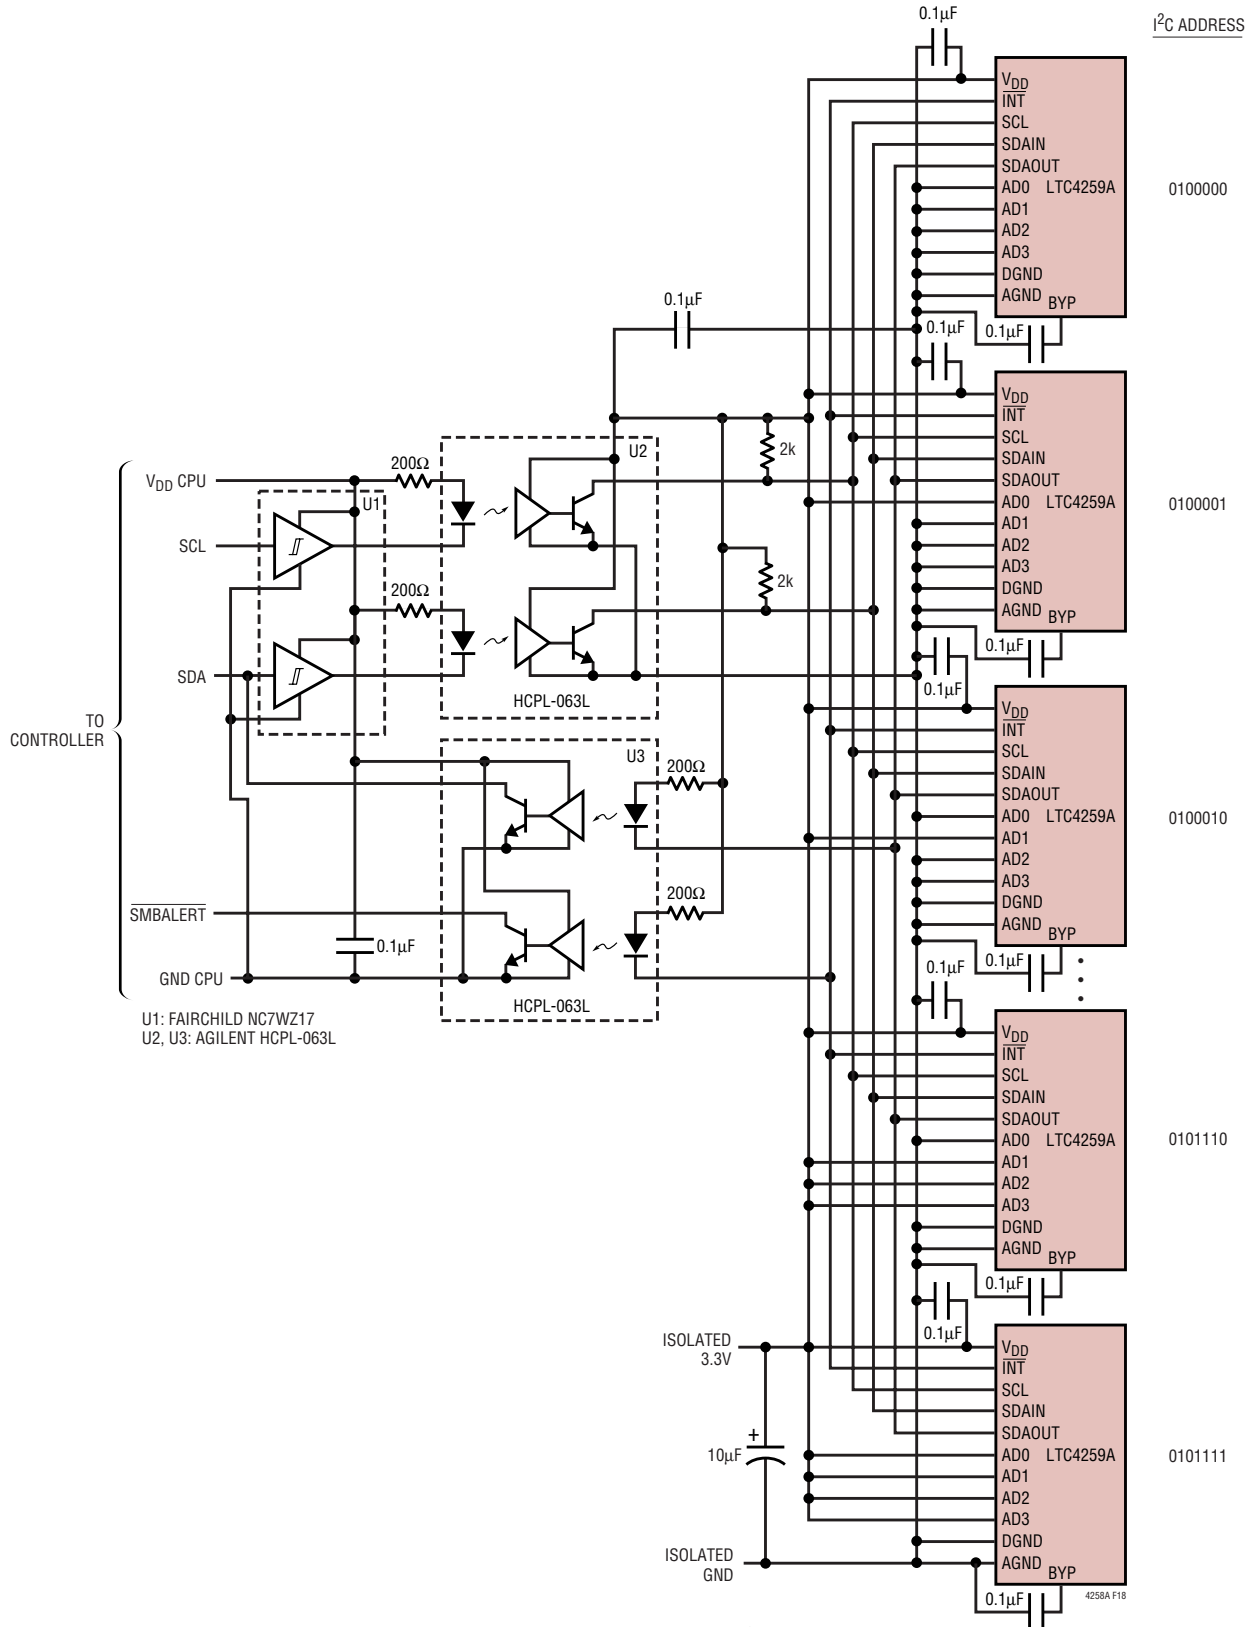 0.1µF
I2C ADDRESS
VDD
INT
SCL
SDAIN
SDAOUT
AD0 LTC4259A
AD1
AD2
AD3
DGND
AGND
BYP
0100000
0.1µF
0.1µF
0.1µF
VDD
INT
SCL
SDAIN
SDAOUT
AD0 LTC4259A
AD1
AD2
AD3
DGND
AGND
BYP
0100001
0.1µF
0.1µF
VDD CPU
SCL
SDA
TO
CONTROLLER
SMBALERT
GND CPU
U1
200Ω
200Ω
U2
HCPL-063L
2k
2k
U3
200Ω
200Ω
HCPL-063L
0.1µF
U1: FAIRCHILD NC7WZ17
U2, U3: AGILENT HCPL-063L
VDD
INT
SCL
SDAIN
SDAOUT
AD0 LTC4259A
AD1
AD2
AD3
DGND
AGND
BYP
0100010
0.1µF
0.1µF
VDD
INT
SCL
SDAIN
SDAOUT
AD0 LTC4259A
AD1
AD2
AD3
DGND
AGND
BYP
0101110
0.1µF
0.1µF
ISOLATED
3.3V
+
10µF
ISOLATED
GND
VDD
INT
SCL
SDAIN
SDAOUT
AD0 LTC4259A
AD1
AD2
AD3
DGND
AGND
BYP
0101111
0.1µF
4258A F18